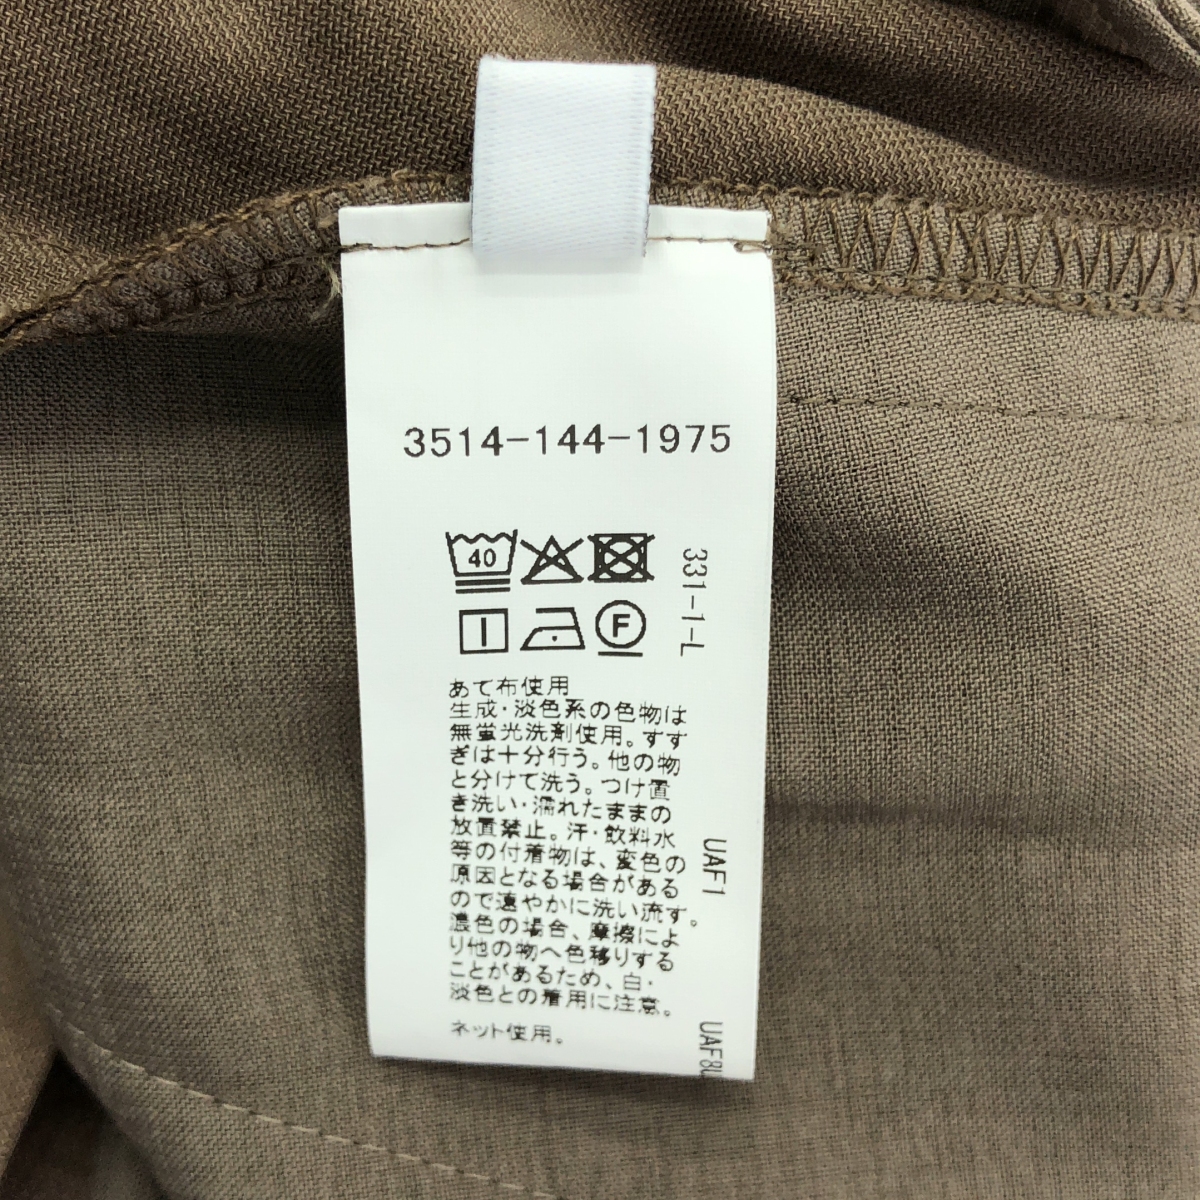 3514-144-1975
40
F
331-1-L
あて布使用
生成・淡色系の色物は
無蛍光洗剤使用。すす
ぎは十分行う。他の物
と分けて洗う。つけ置
き洗い・濡れたままの
放置禁止。汗・飲料水
等の付着物は、変色の
原因となる場合がある
ので速やかに洗い流す。
濃色の場合、摩擦によ
り他の物へ色移りする
ことがあるため、白・
淡色との着用に注意。
ネット使用。
UAF1